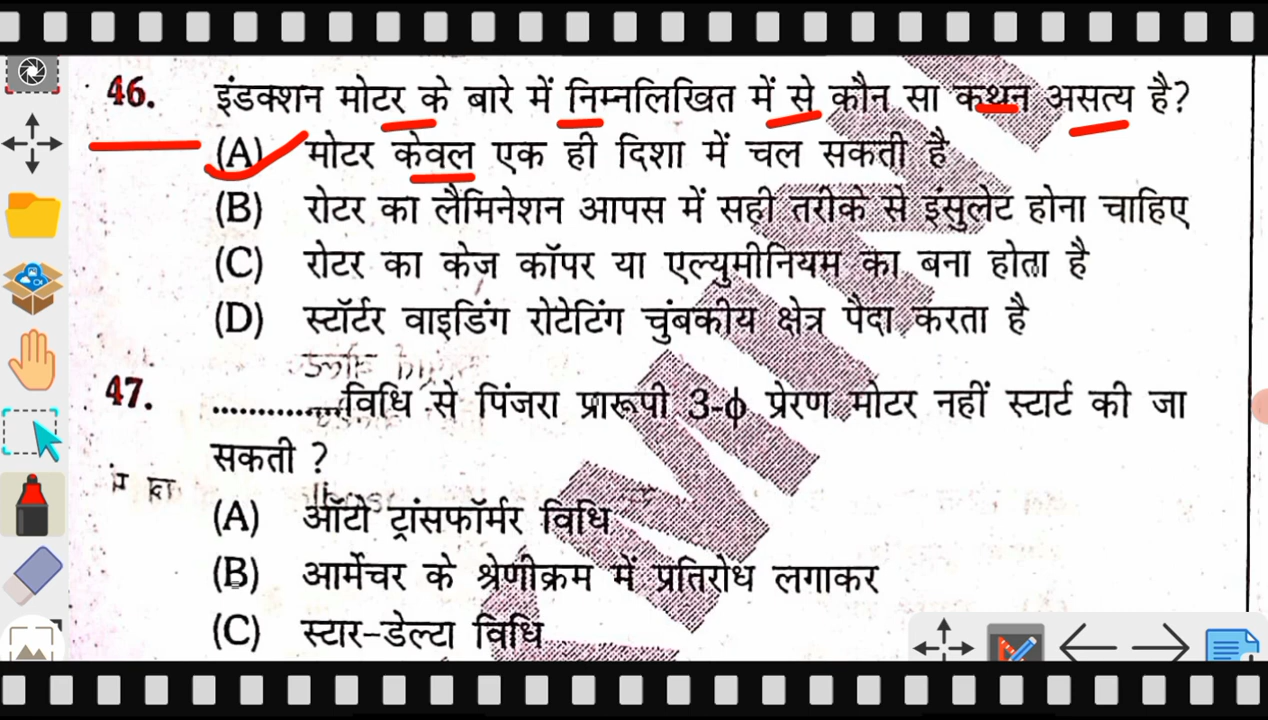 46. इंडक्शन मोटर के बारे में निम्नलिखित में से कौन सा कथन असत्य है?
(A) मोटर केवल एक ही दिशा में चल सकती है
(B) रोटर का लैमिनेशन आपस में सही तरीके से इंसुलेट होना चाहिए
(C) रोटर का केज कॉपर या एल्युमीनियम का बना होता है
(D) स्टॉर्टर वाइडिंग रोटेटिंग चुंबकीय क्षेत्र पैदा करता है
47. ..............विधि से पिंजरा प्रारूपी 3-ϕ प्रेरण मोटर नहीं स्टार्ट की जा
सकती ?
(A) ऑटो ट्रांसफॉर्मर विधि
(B) आर्मेचर के श्रेणीक्रम में प्रतिरोध लगाकर
(C) स्टार-डेल्टा विधि